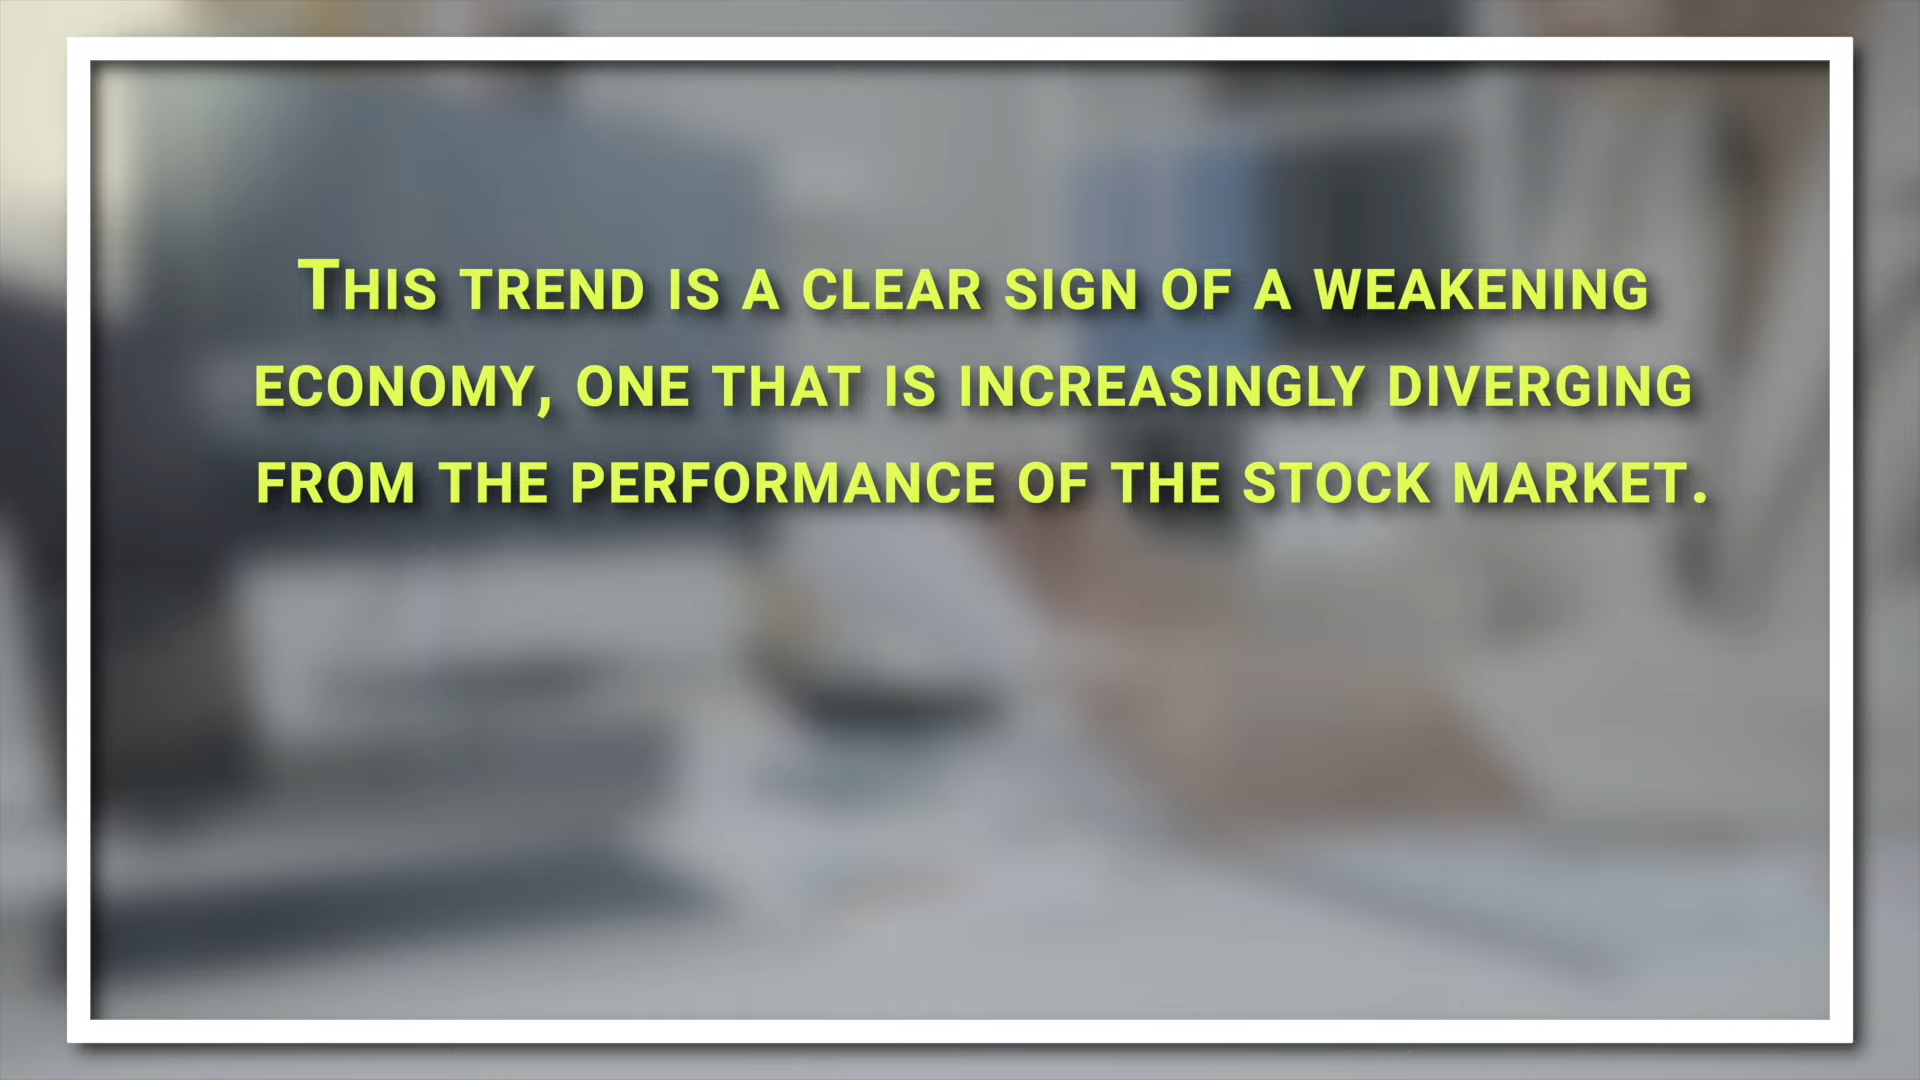 This trend is a clear sign of a weakening
economy, one that is increasingly diverging
from the performance of the stock market.